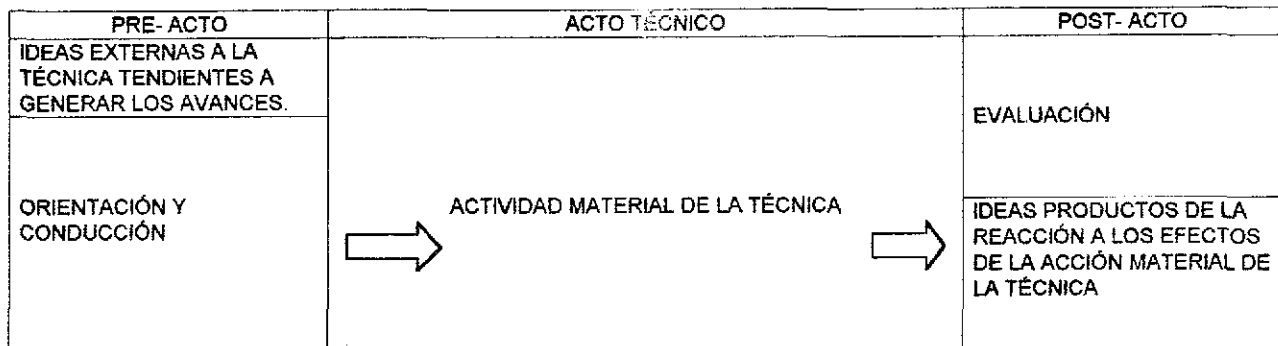 PRE- ACTO
ACTO TÉCNICO
POST- ACTO
IDEAS EXTERNAS A LA
TÉCNICA TENDIENTES A
GENERAR LOS AVANCES.
ORIENTACIÓN Y
CONDUCCIÓN
ACTIVIDAD MATERIAL DE LA TÉCNICA
EVALUACIÓN
IDEAS PRODUCTOS DE LA
REACCIÓN A LOS EFECTOS
DE LA ACCIÓN MATERIAL DE
LA TÉCNICA